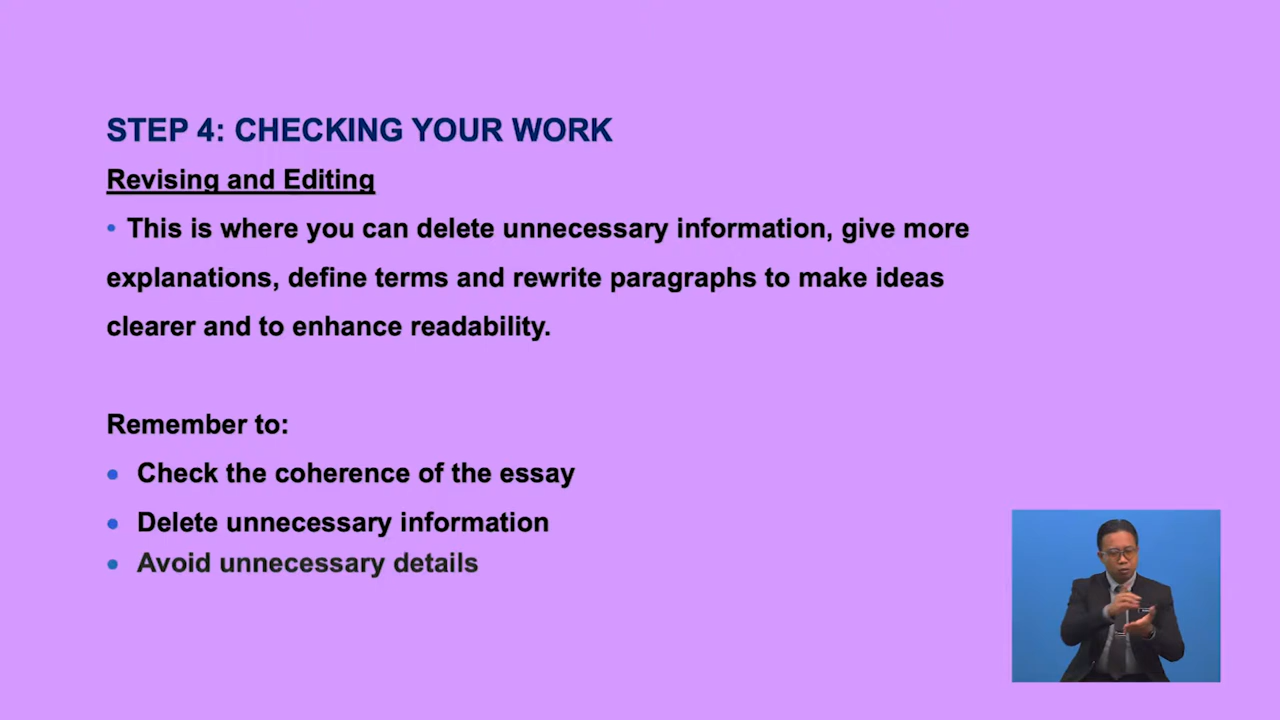 STEP 4: CHECKING YOUR WORK
Revising and Editing
• This is where you can delete unnecessary information, give more
explanations, define terms and rewrite paragraphs to make ideas
clearer and to enhance readability.
Remember to:
• Check the coherence of the essay
• Delete unnecessary information
• Avoid unnecessary details